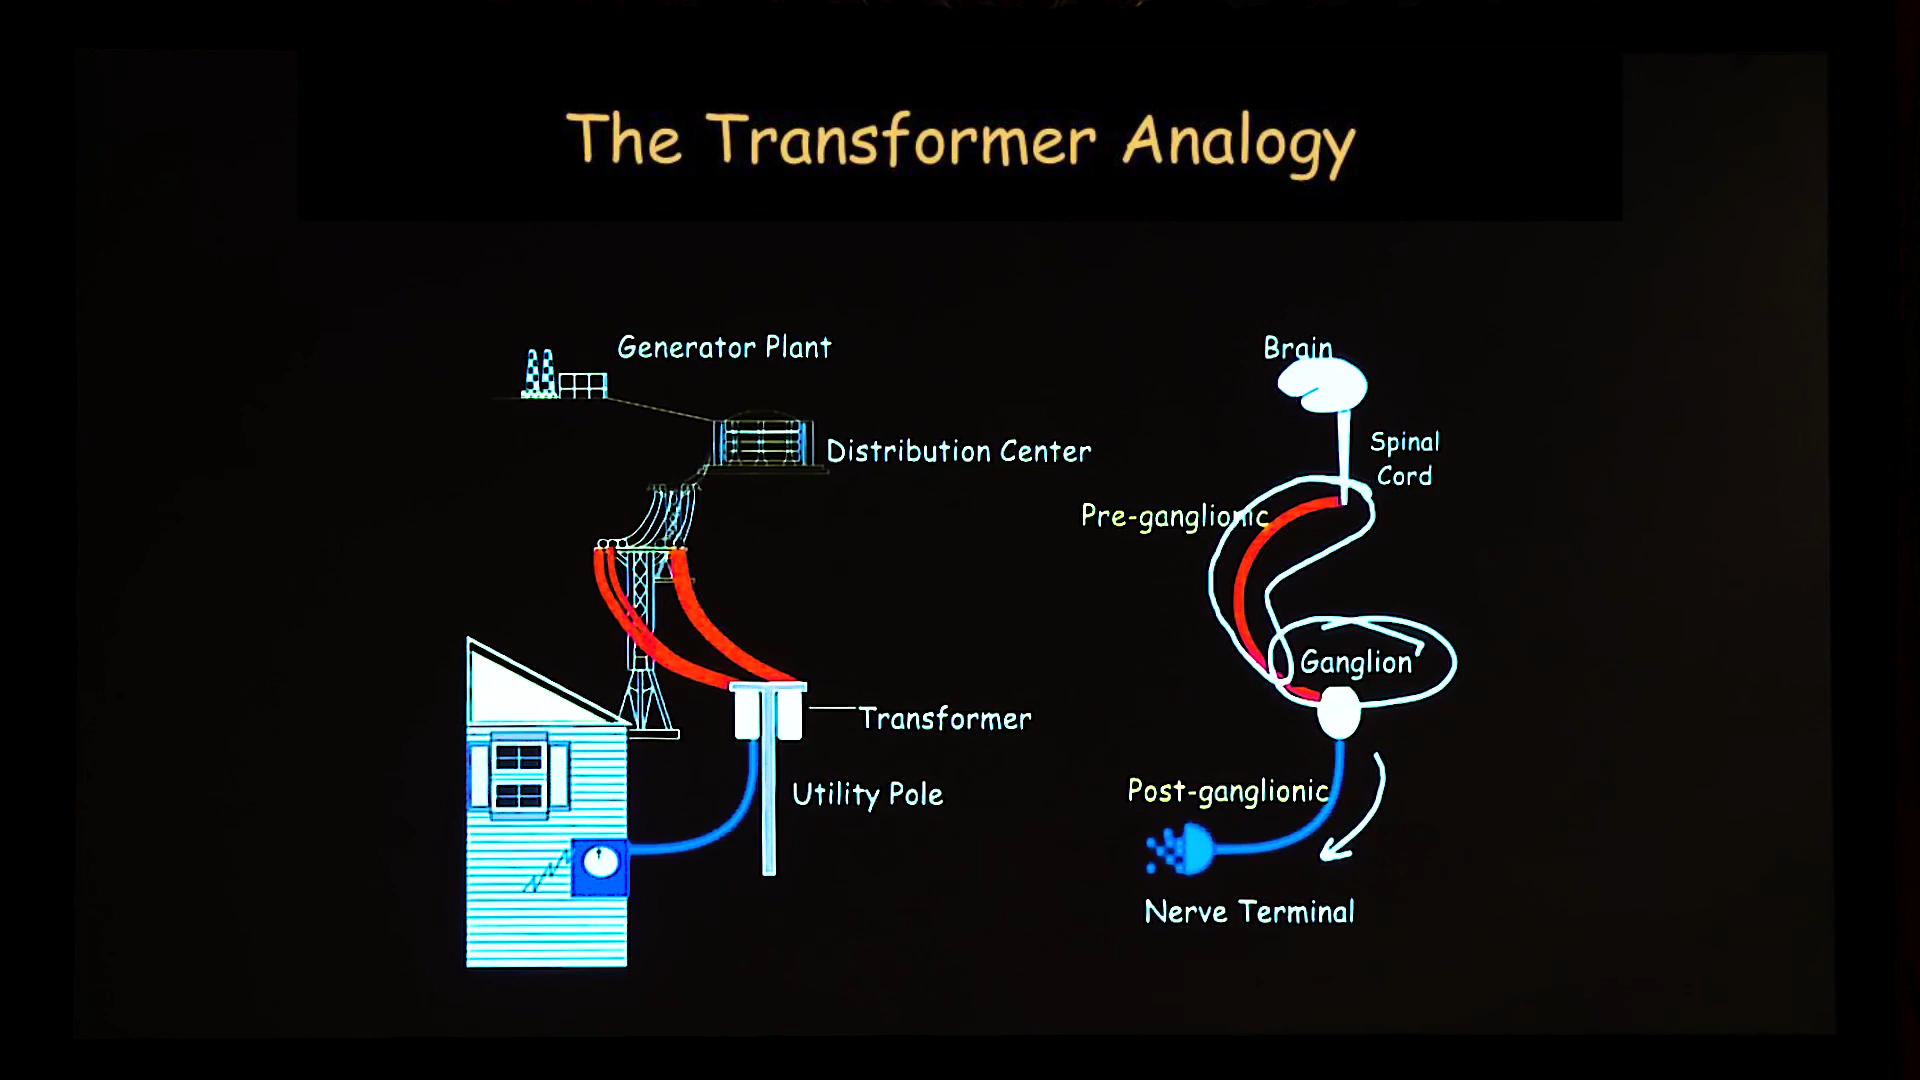 The Transformer Analogy
Generator Plant
Distribution Center
Transformer
Utility Pole
Brain
Spinal
Cord
Pre-ganglionic
Ganglion
Post-ganglionic
Nerve Terminal